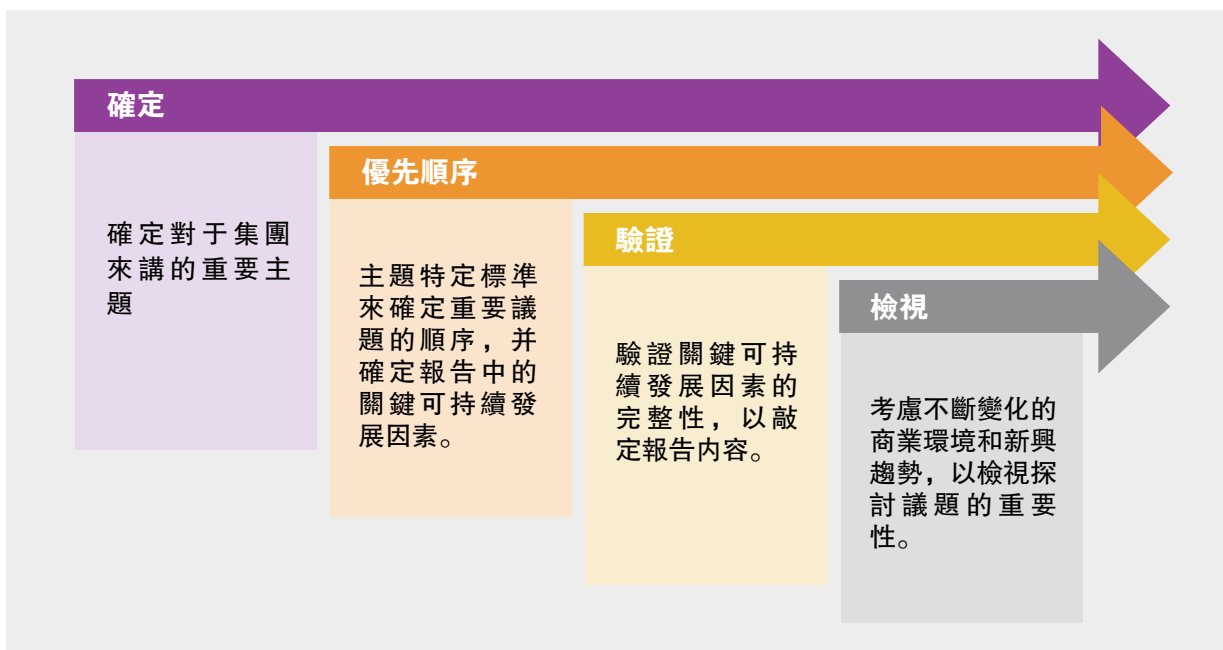 確定
確定對于集團
來講的重要主
題
優先順序
主題特定標準
來確定重要議
題的順序，并
確定報告中的
關鍵可持續發
展因素。
驗證
驗證關鍵可持
續發展因素的
完整性，以敲
定報告内容。
檢視
考慮不斷變化的
商業環境和新興
趨勢，以檢視探
討議題的重要
性。